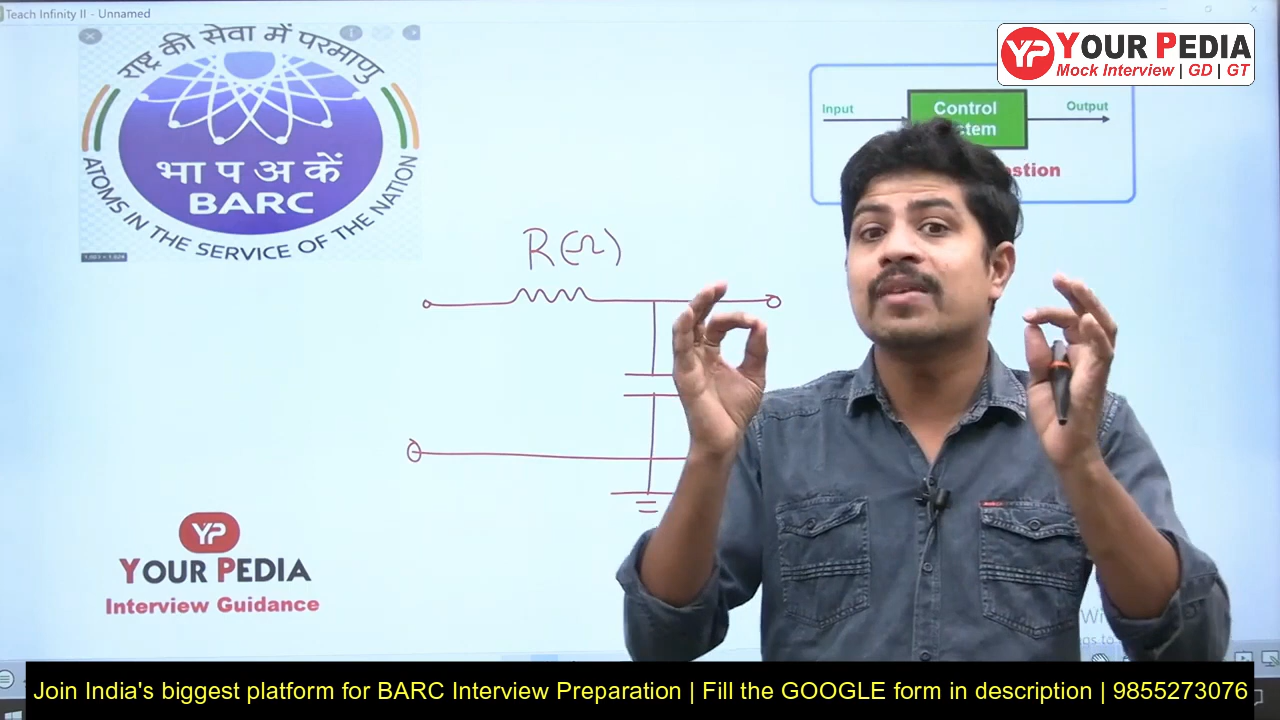 Teach Infinity II - Unnamed
राष्ट्र की सेवा में परमाणु
भा प अ कें
BARC
ATOMS IN THE SERVICE OF THE NATION
YP YOUR PEDIA
Mock Interview | GD | GT
Input
Control
Output
R(Ω)
YP
YOUR PEDIA
Interview Guidance
Join India's biggest platform for BARC Interview Preparation | Fill the GOOGLE form in description | 9855273076